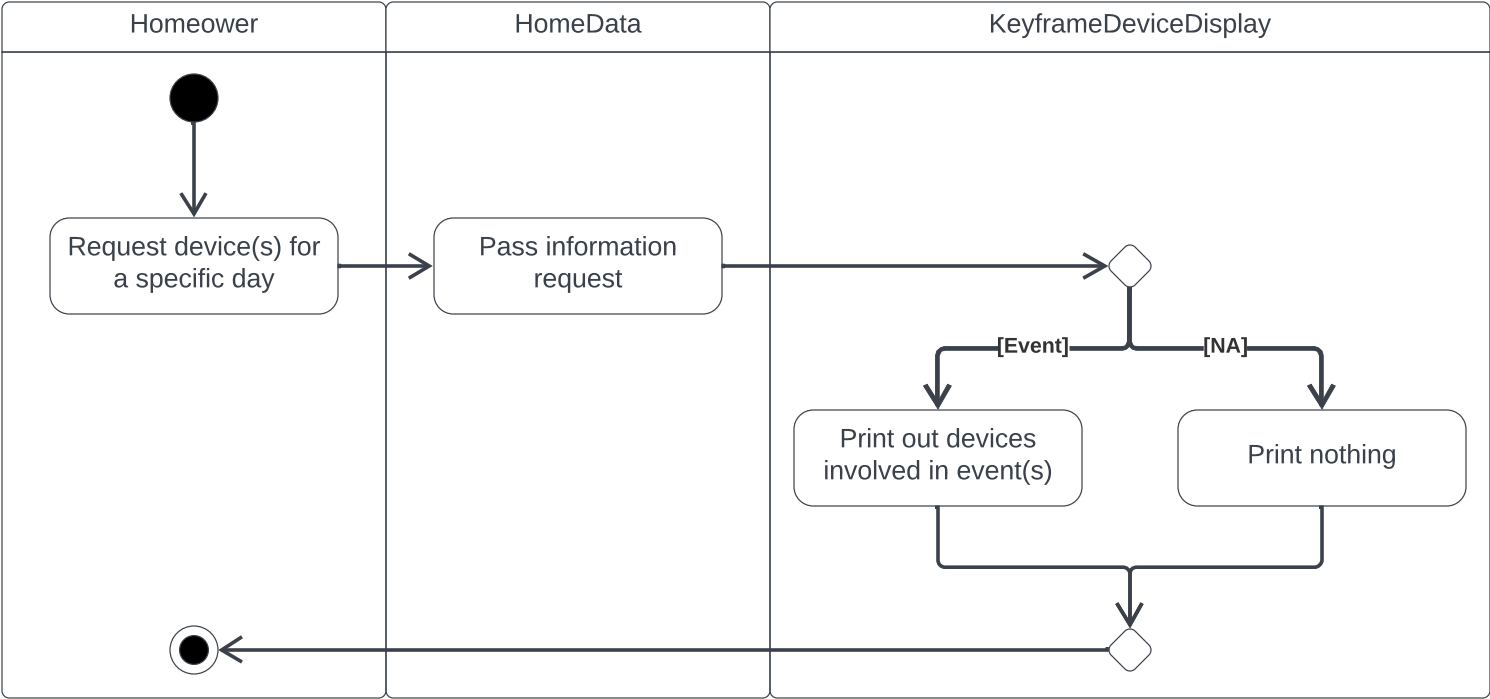 Homeower
HomeData
KeyframeDeviceDisplay
Request device(s) for
a specific day
Pass information
request
[Event]
[NA]
Print out devices
involved in event(s)
Print nothing